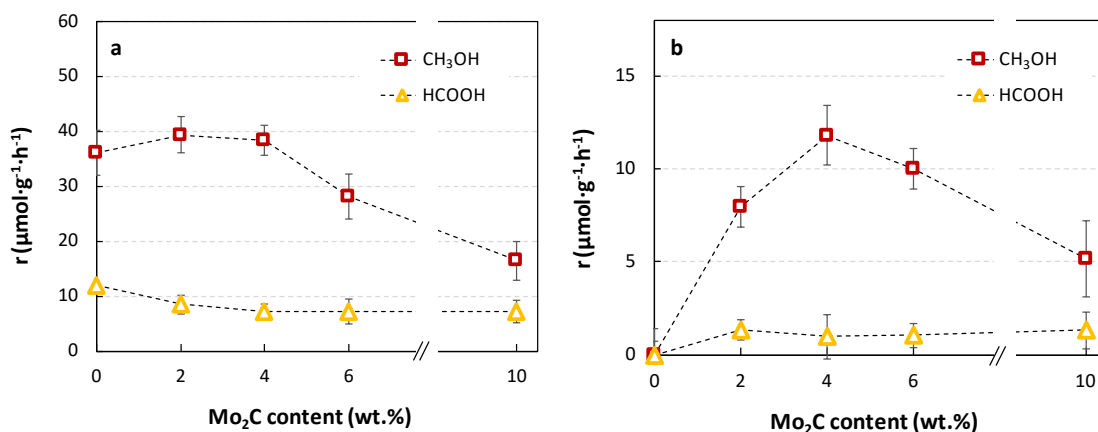 a
CH₃OH
HCOOH
r (μmol·g⁻¹·h⁻¹)
60
50
40
30
20
10
0
0 2 4 6 // 10
Mo₂C content (wt.%)
b
CH₃OH
HCOOH
r (μmol·g⁻¹·h⁻¹)
15
10
5
0
0 2 4 6 // 10
Mo₂C content (wt.%)